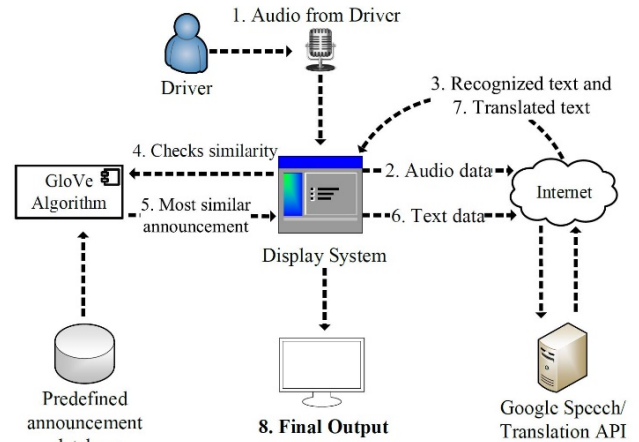 1. Audio from Driver
Driver
3. Recognized text and
7. Translated text
4. Checks similarity
GloVe
Algorithm
2. Audio data
Internet
5. Most similar
announcement
6. Text data
Display System
Predefined
announcement
8. Final Output
Google Speech/
Translation API